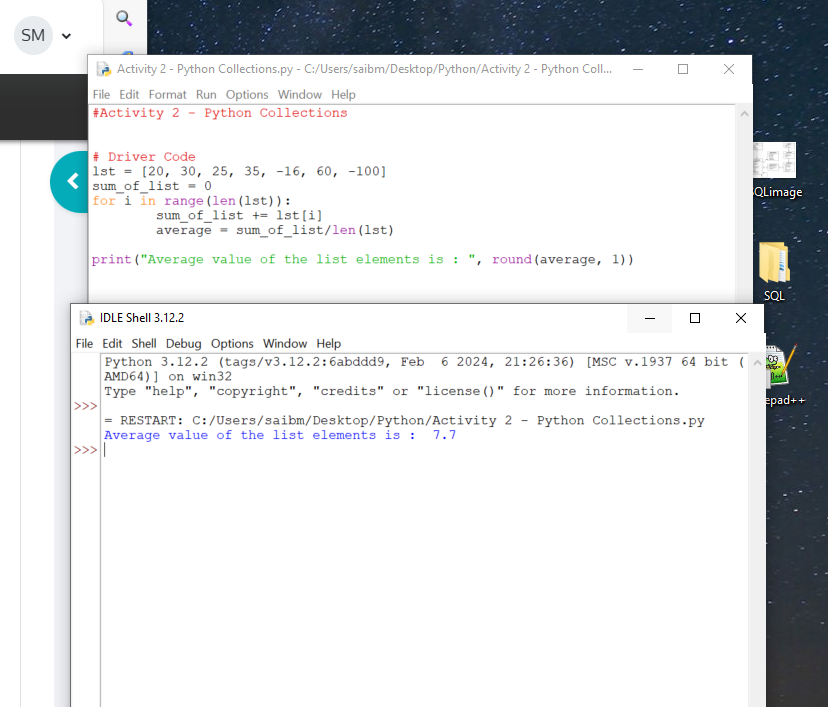 SM
Activity 2 - Python Collections.py - C:/Users/saibm/Desktop/Python/Activity 2 - Python Coll...
File Edit Format Run Options Window Help
#Activity 2 - Python Collections
# Driver Code
lst = [20, 30, 25, 35, -16, 60, -100]
sum_of_list = 0
for i in range(len(lst)):
        sum_of_list += lst[i]
        average = sum_of_list/len(lst)
print("Average value of the list elements is : ", round(average, 1))
QLimage
SQL
epad++
IDLE Shell 3.12.2
File Edit Shell Debug Options Window Help
Python 3.12.2 (tags/v3.12.2:6abddd9, Feb  6 2024, 21:26:36) [MSC v.1937 64 bit (
AMD64)] on win32
Type "help", "copyright", "credits" or "license()" for more information.
>>>
= RESTART: C:/Users/saibm/Desktop/Python/Activity 2 - Python Collections.py
Average value of the list elements is :  7.7
>>>